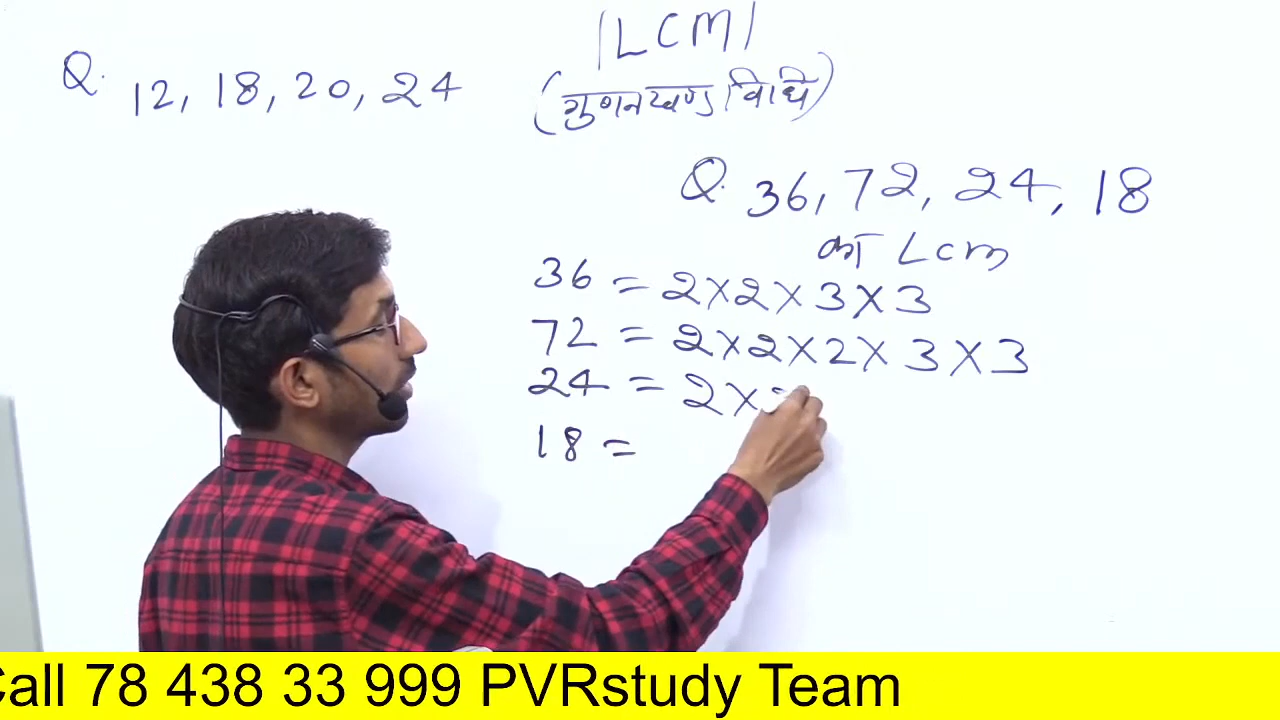 |LCM|
Q. 12, 18, 20, 24
(गुणनखण्ड विधि)
Q. 36, 72, 24, 18
का Lcm
36 = 2×2×3×3
72 = 2×2×2×3×3
24 = 2×
18 =
Call 78 438 33 999 PVRstudy Team